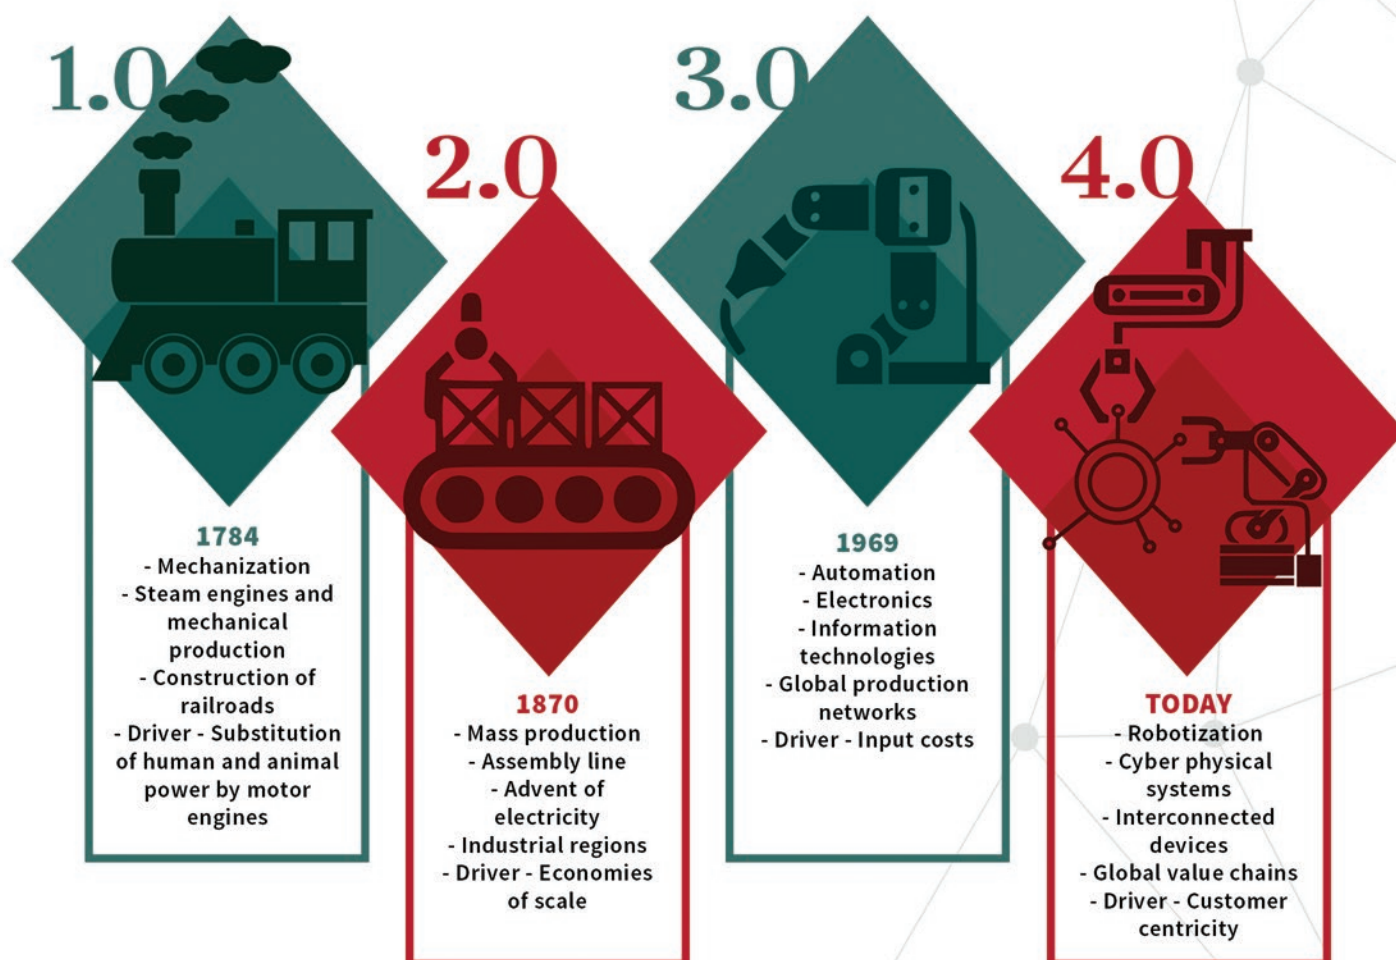 1.0
1784
- Mechanization
- Steam engines and
mechanical
production
- Construction of
railroads
- Driver - Substitution
of human and animal
power by motor
engines
2.0
1870
- Mass production
- Assembly line
- Advent of
electricity
- Industrial regions
- Driver - Economies
of scale
3.0
1969
- Automation
- Electronics
- Information
technologies
- Global production
networks
- Driver - Input costs
4.0
TODAY
- Robotization
- Cyber physical
systems
- Interconnected
devices
- Global value chains
- Driver - Customer
centricity